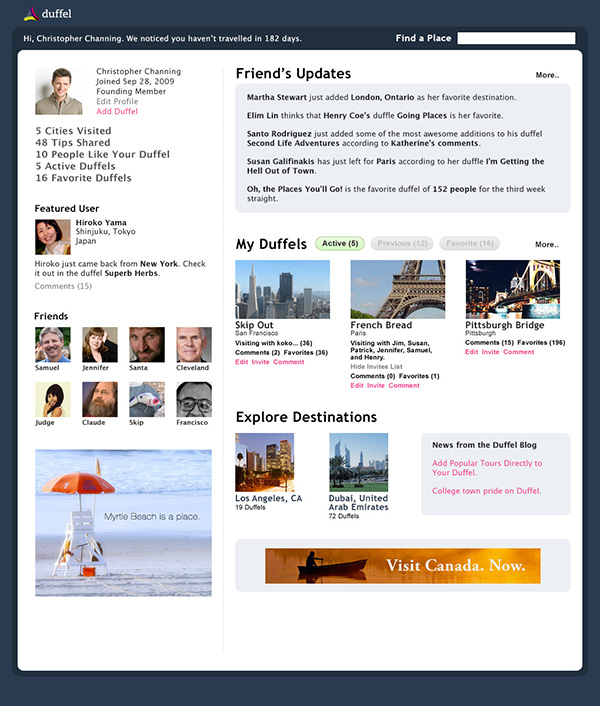 duffel
Hi, Christopher Channing. We noticed you haven't travelled in 182 days.
Find a Place
Christopher Channing
Joined Sep 28, 2009
Founding Member
Edit Profile
Add Duffel
5 Cities Visited
48 Tips Shared
10 People Like Your Duffel
5 Active Duffels
16 Favorite Duffels
Featured User
Hiroko Yama
Shinjuku, Tokyo
Japan
Hiroko just came back from New York. Check
it out in the duffel Superb Herbs.
Comments (15)
Friends
Samuel Jennifer Santa Cleveland
Judge Claude Skip Francisco
Myrtle Beach is a place.
Friend's Updates
More..
Martha Stewart just added London, Ontario as her favorite destination.
Elim Lin thinks that Henry Coe's duffle Going Places is her favorite.
Santo Rodriguez just added some of the most awesome additions to his duffel
Second Life Adventures according to Katherine's comments.
Susan Galifinakis has just left for Paris according to her duffle I'm Getting the
Hell Out of Town.
Oh, the Places You'll Go! is the favorite duffel of 152 people for the third week
straight.
My Duffels
Active (5)
Previous (12)
Favorite (16)
More..
Skip Out
San Francisco
Visiting with koko... (36)
Comments (2) Favorites (36)
Edit Invite Comment
French Bread
Paris
Visiting with Jim, Susan,
Patrick, Jennifer, Samuel,
and Henry.
Hide Invitee List
Comments (0) Favorites (1)
Edit Invite Comment
Pittsburgh Bridge
Pittsburgh
Comments (15) Favorites (196)
Edit Invite Comment
Explore Destinations
Los Angeles, CA
19 Duffels
Dubai, United
Arab Emirates
72 Duffels
News from the Duffel Blog
Add Popular Tours Directly to
Your Duffel.
College town pride on Duffel.
Visit Canada. Now.